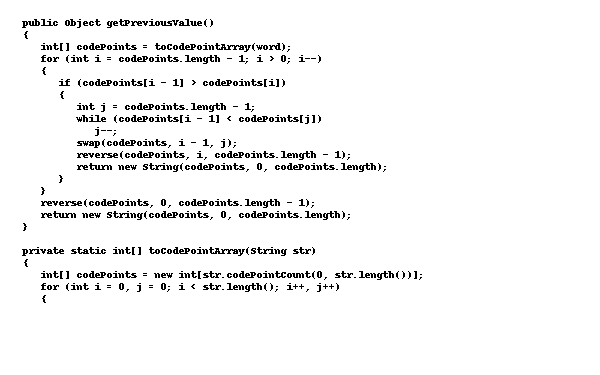 public Object getPreviousValue()
{
   int[] codePoints = toCodePointArray(word);
   for (int i = codePoints.length - 1; i > 0; i--)
   {
      if (codePoints[i - 1] > codePoints[i])
      {
         int j = codePoints.length - 1;
         while (codePoints[i - 1] < codePoints[j])
            j--;
         swap(codePoints, i - 1, j);
         reverse(codePoints, i, codePoints.length - 1);
         return new String(codePoints, 0, codePoints.length);
      }
   }
   reverse(codePoints, 0, codePoints.length - 1);
   return new String(codePoints, 0, codePoints.length);
}

private static int[] toCodePointArray(String str)
{
   int[] codePoints = new int[str.codePointCount(0, str.length())];
   for (int i = 0, j = 0; i < str.length(); i++, j++)
   {